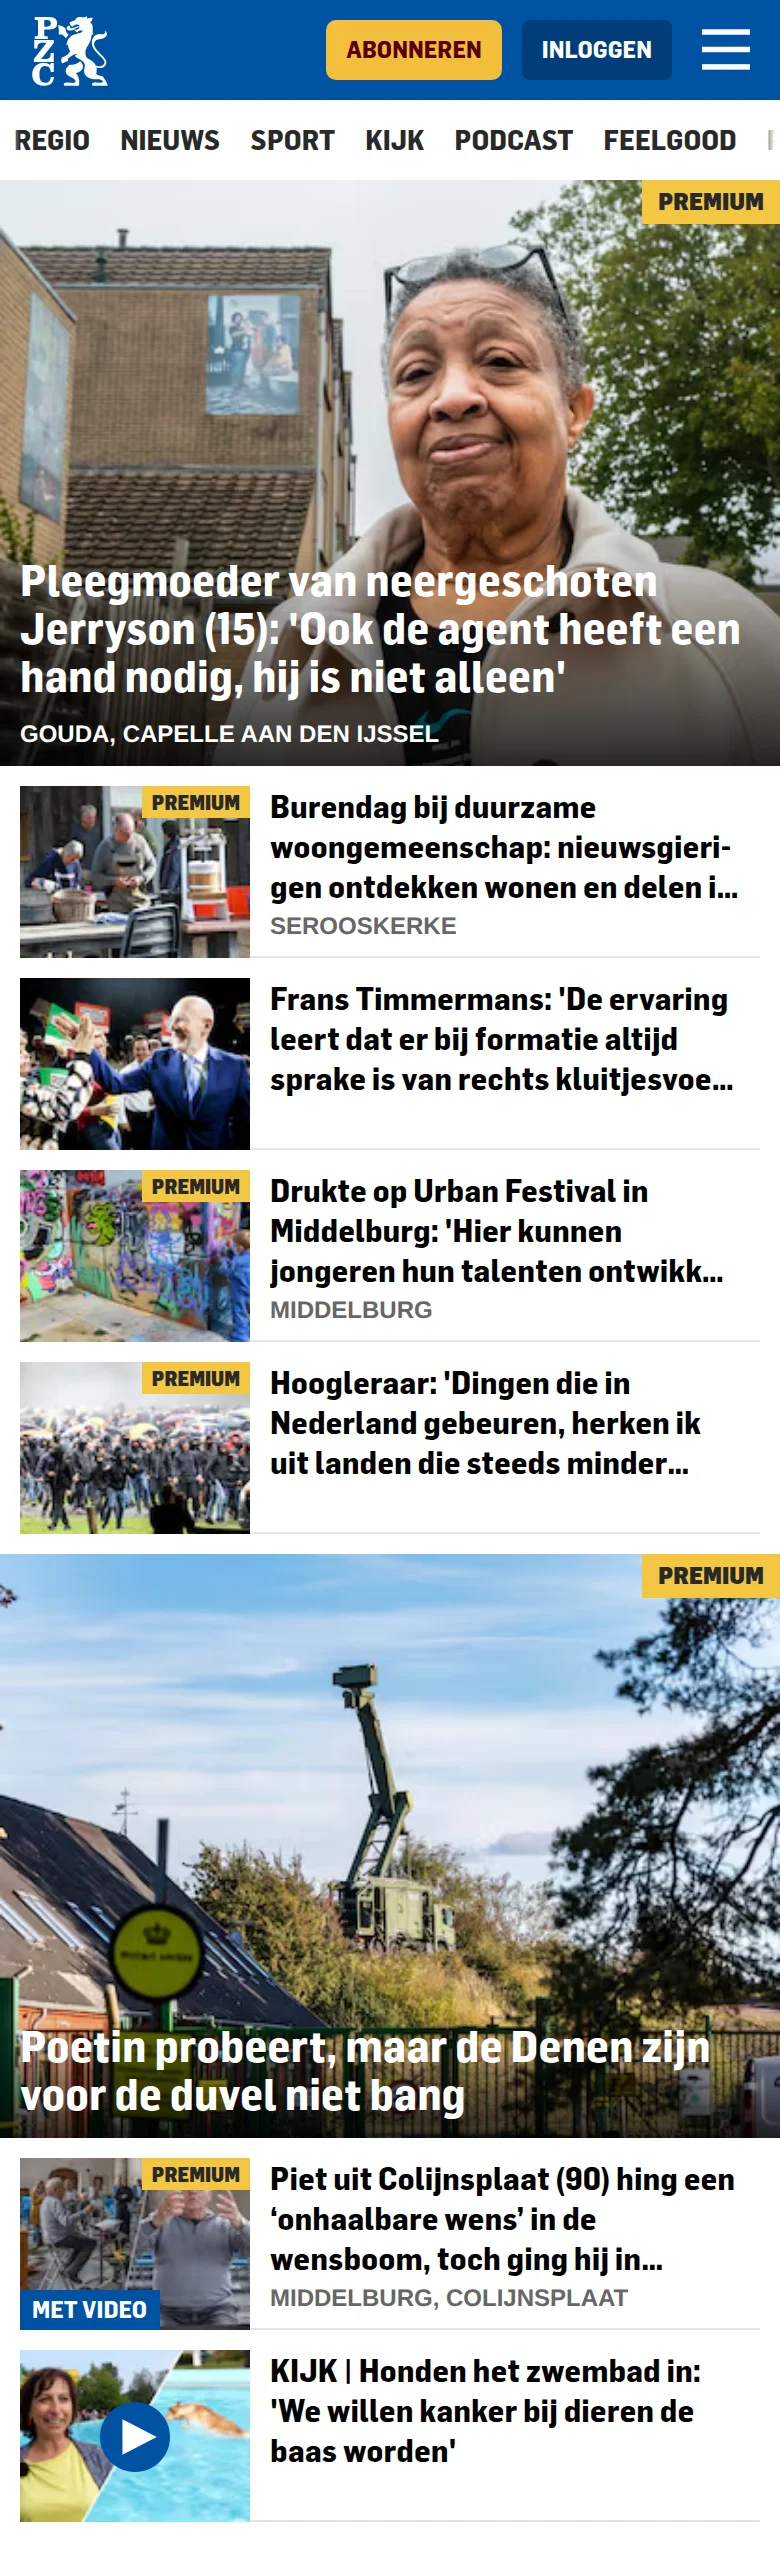 PZC
ABONNEREN
INLOGGEN
REGIO NIEUWS SPORT KIJK PODCAST FEELGOOD
PREMIUM
Pleegmoeder van neergeschoten
Jerryson (15): 'Ook de agent heeft een
hand nodig, hij is niet alleen'
GOUDA, CAPELLE AAN DEN IJSSEL
PREMIUM
Burendag bij duurzame
woongemeenschap: nieuwsgieri-
gen ontdekken wonen en delen i...
SEROOSKERKE
Frans Timmermans: 'De ervaring
leert dat er bij formatie altijd
sprake is van rechts kluitjesvoe...
PREMIUM
Drukte op Urban Festival in
Middelburg: 'Hier kunnen
jongeren hun talenten ontwikk...
MIDDELBURG
PREMIUM
Hoogleraar: 'Dingen die in
Nederland gebeuren, herken ik
uit landen die steeds minder...
PREMIUM
Poetin probeert, maar de Denen zijn
voor de duvel niet bang
PREMIUM
MET VIDEO
Piet uit Colijnsplaat (90) hing een
‘onhaalbare wens’ in de
wensboom, toch ging hij in...
MIDDELBURG, COLIJNSPLAAT
KIJK | Honden het zwembad in:
'We willen kanker bij dieren de
baas worden'